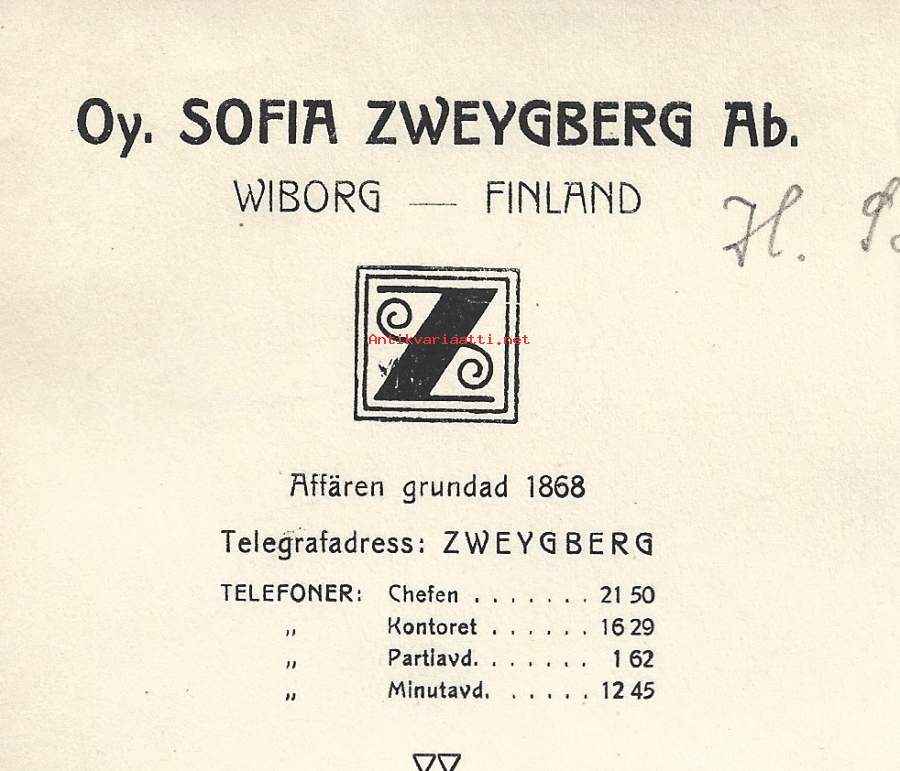 Oy. SOFIA ZWEYGBERG Ab.
WIBORG — FINLAND
H.
Z
Antikvariaatti.net
Affären grundad 1868
Telegrafadress: ZWEYGBERG
TELEFONER: Chefen . . . . . . . 21 50
„ Kontoret . . . . . . 16 29
„ Partiavd. . . . . . . 1 62
„ Minutavd. . . . . . 12 45